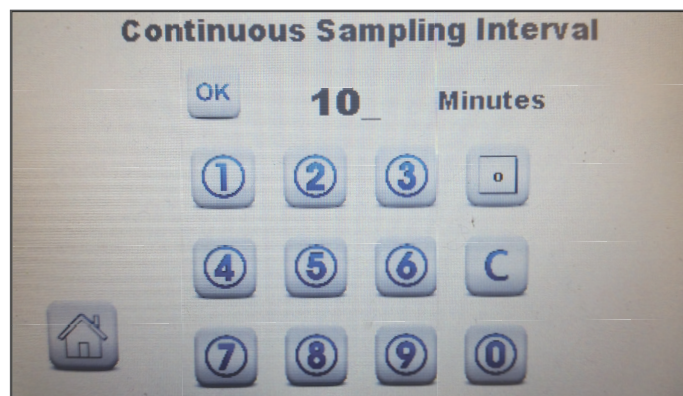 Continuous Sampling Interval
OK 10_ Minutes
1 2 3 o
4 5 6 C
7 8 9 0